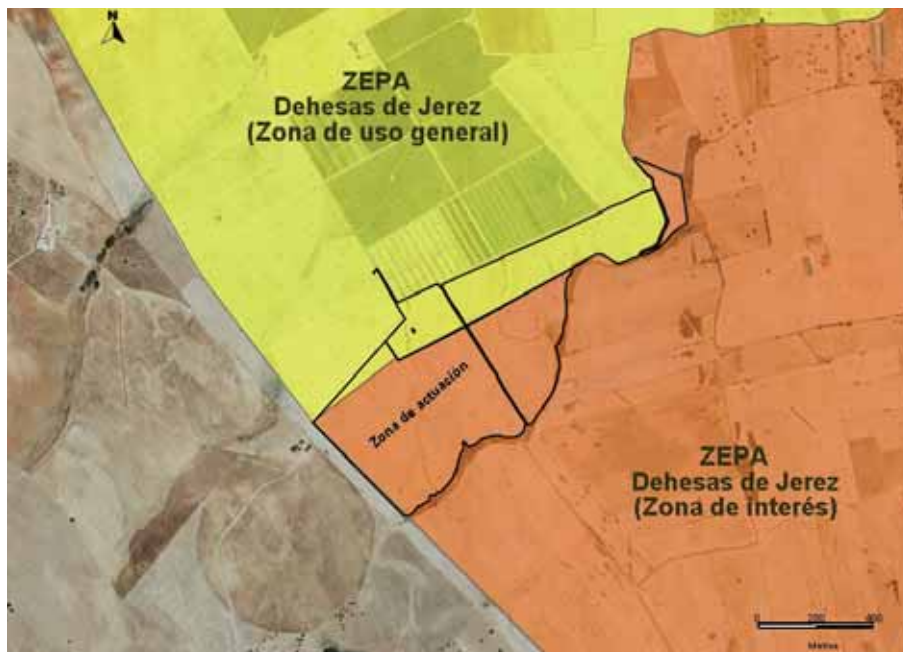 N
ZEPA
Dehesas de Jerez
(Zona de uso general)
Zona de actuación
ZEPA
Dehesas de Jerez
(Zona de interés)
0 200 400
Metros